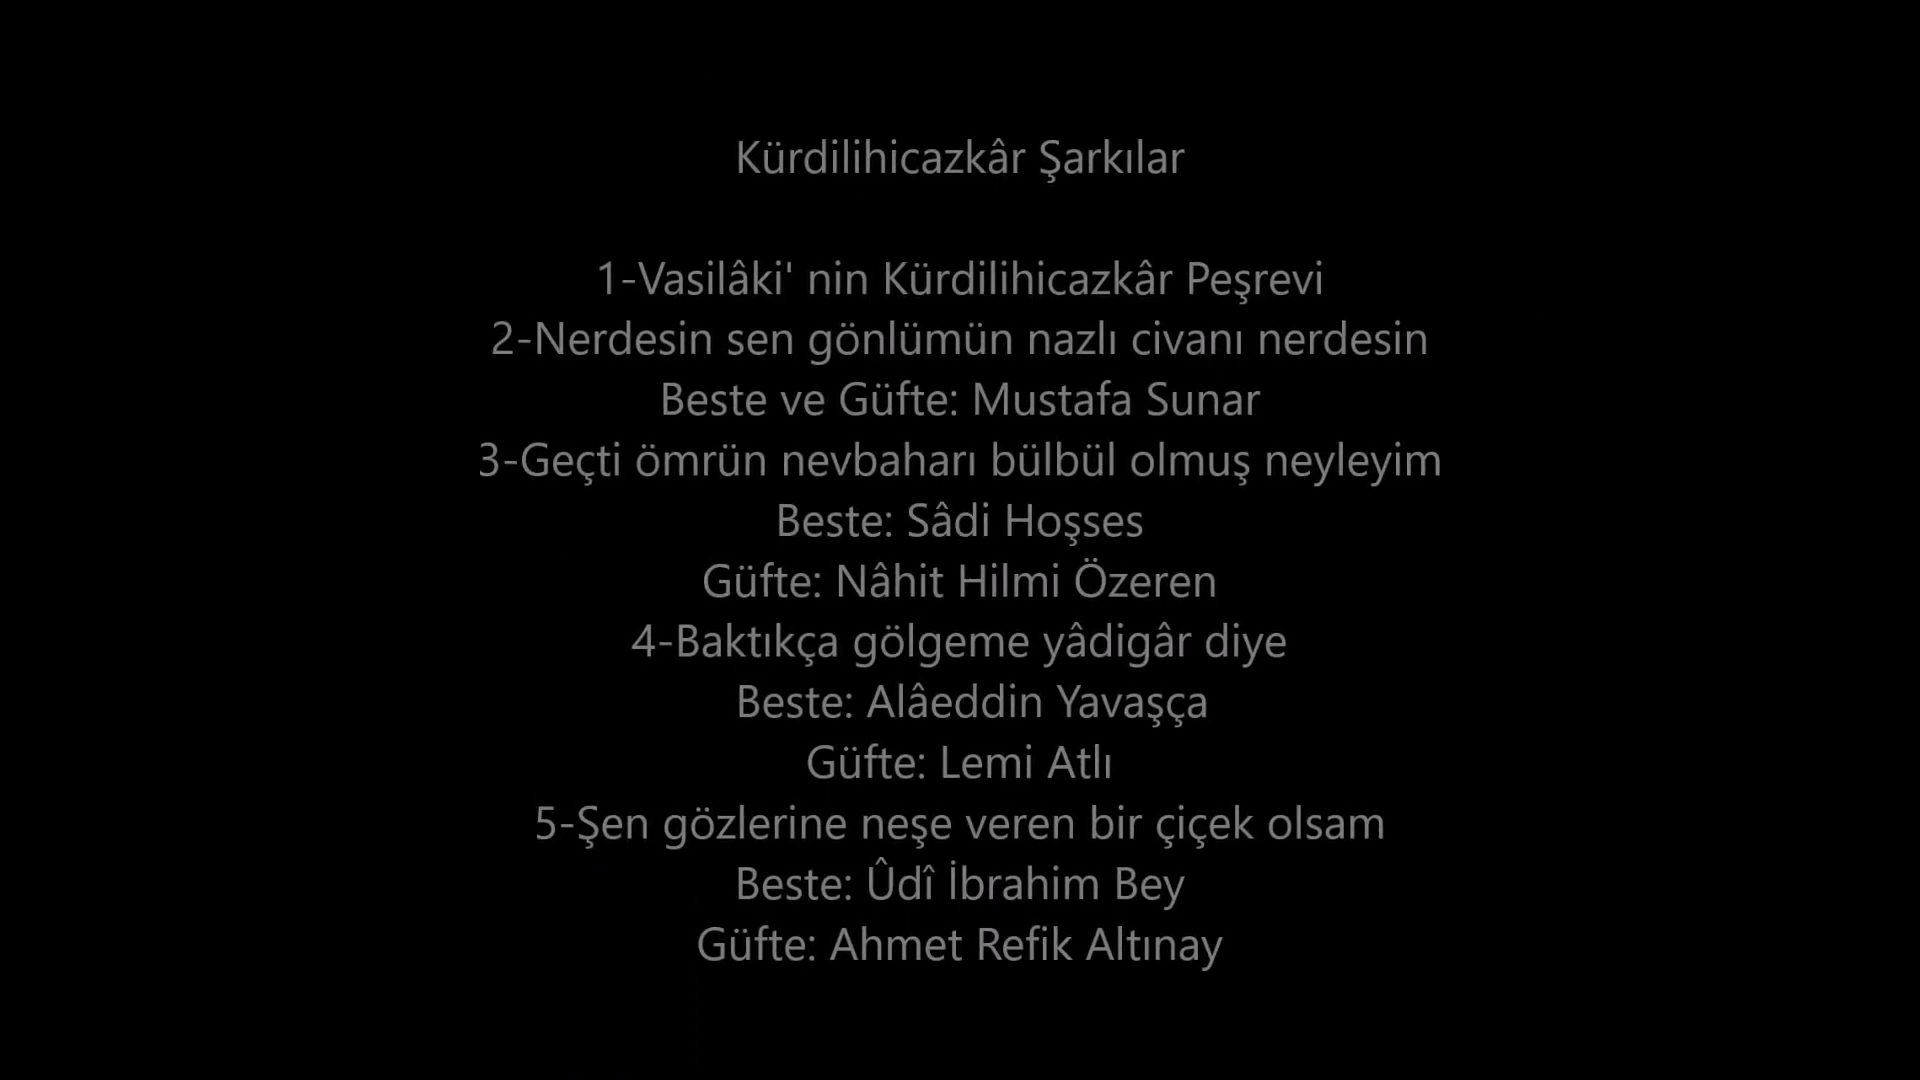 Kürdilihicazkâr Şarkılar
1-Vasilâki' nin Kürdilihicazkâr Peşrevi
2-Nerdesin sen gönlümün nazlı civanı nerdesin
Beste ve Güfte: Mustafa Sunar
3-Geçti ömrün nevbaharı bülbül olmuş neyleyim
Beste: Sâdi Hoşses
Güfte: Nâhit Hilmi Özeren
4-Baktıkça gölgeme yâdigâr diye
Beste: Alâeddin Yavaşça
Güfte: Lemi Atlı
5-Şen gözlerine neşe veren bir çiçek olsam
Beste: Ûdî İbrahim Bey
Güfte: Ahmet Refik Altınay